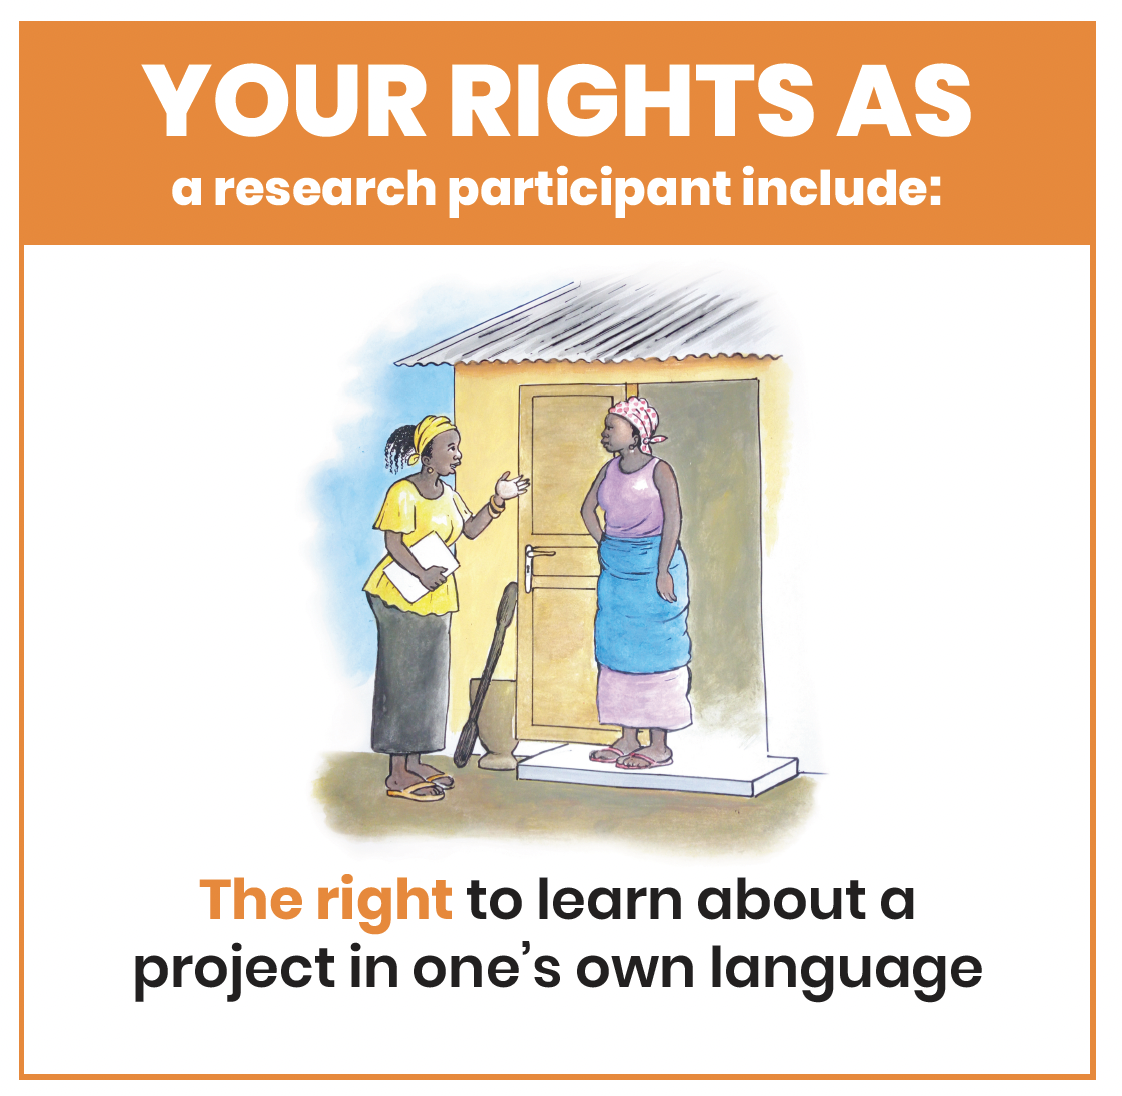 YOUR RIGHTS AS
a research participant include:
The right to learn about a
project in one’s own language